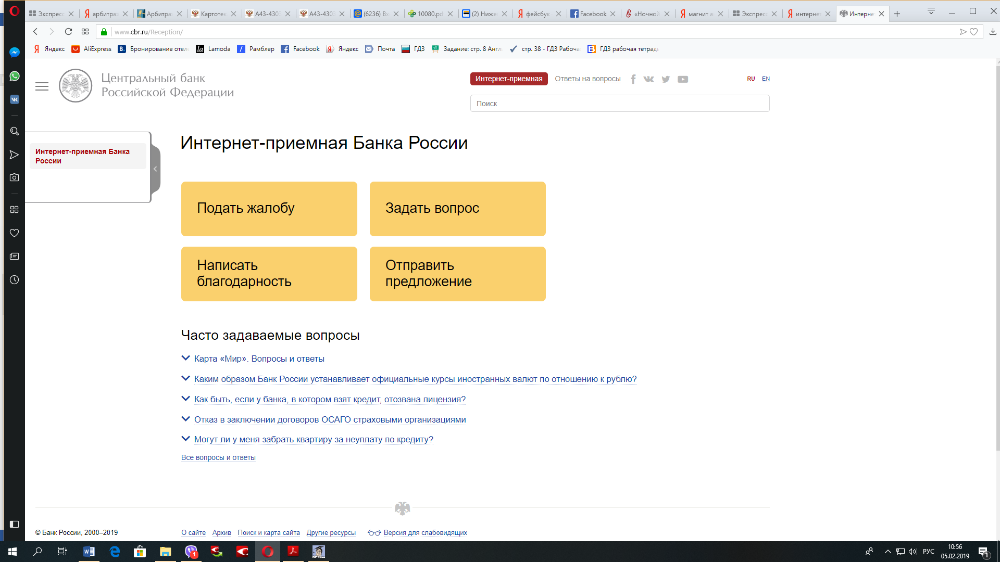 Экспресс
арбитраж
Арбитра
Картотек
А43-4303
А43-4303
(6236) Вх
10080.pd
(2) Ниже
фейсбук
Facebook
«Ночной
магнит а
Экспресс
интернет
Интерне
www.cbr.ru/Reception/
Яндекс
AliExpress
Бронирование оте
Lamoda
Рамблер
Facebook
Яндекс
Почта
ГДЗ
Задание: стр. 8 Англ
стр. 38 - ГДЗ Рабоча
ГДЗ рабочая тетрадь
Центральный банк
Российской Федерации
Интернет-приемная
Ответы на вопросы
RU
EN
Поиск
Интернет-приемная Банка
России
Интернет-приемная Банка России
Подать жалобу
Задать вопрос
Написать
благодарность
Отправить
предложение
Часто задаваемые вопросы
Карта «Мир». Вопросы и ответы
Каким образом Банк России устанавливает официальные курсы иностранных валют по отношению к рублю?
Как быть, если у банка, в котором взят кредит, отозвана лицензия?
Отказ в заключении договоров ОСАГО страховыми организациями
Могут ли у меня забрать квартиру за неуплату по кредиту?
Все вопросы и ответы
© Банк России, 2000–2019
О сайте
Архив
Поиск и карта сайта
Другие ресурсы
Версия для слабовидящих
1
РУС
10:56
05.02.2019
1